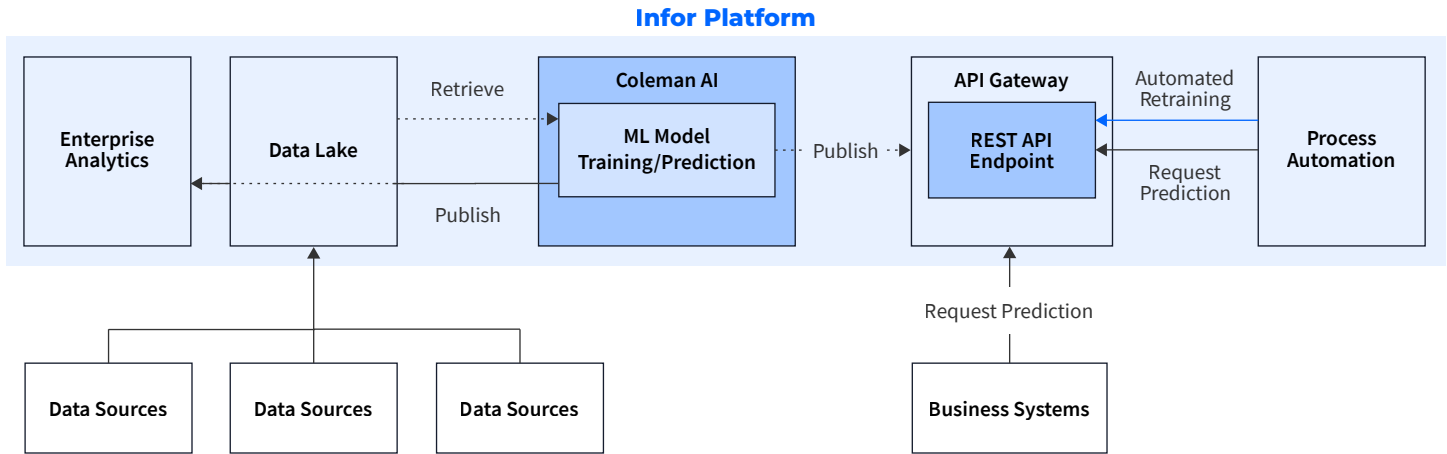 Infor Platform
Enterprise
Analytics
Data Lake
Retrieve
Publish
Coleman AI
ML Model
Training/Prediction
Publish
API Gateway
REST API
Endpoint
Automated
Retraining
Request
Prediction
Process
Automation
Request Prediction
Data Sources
Data Sources
Data Sources
Business Systems